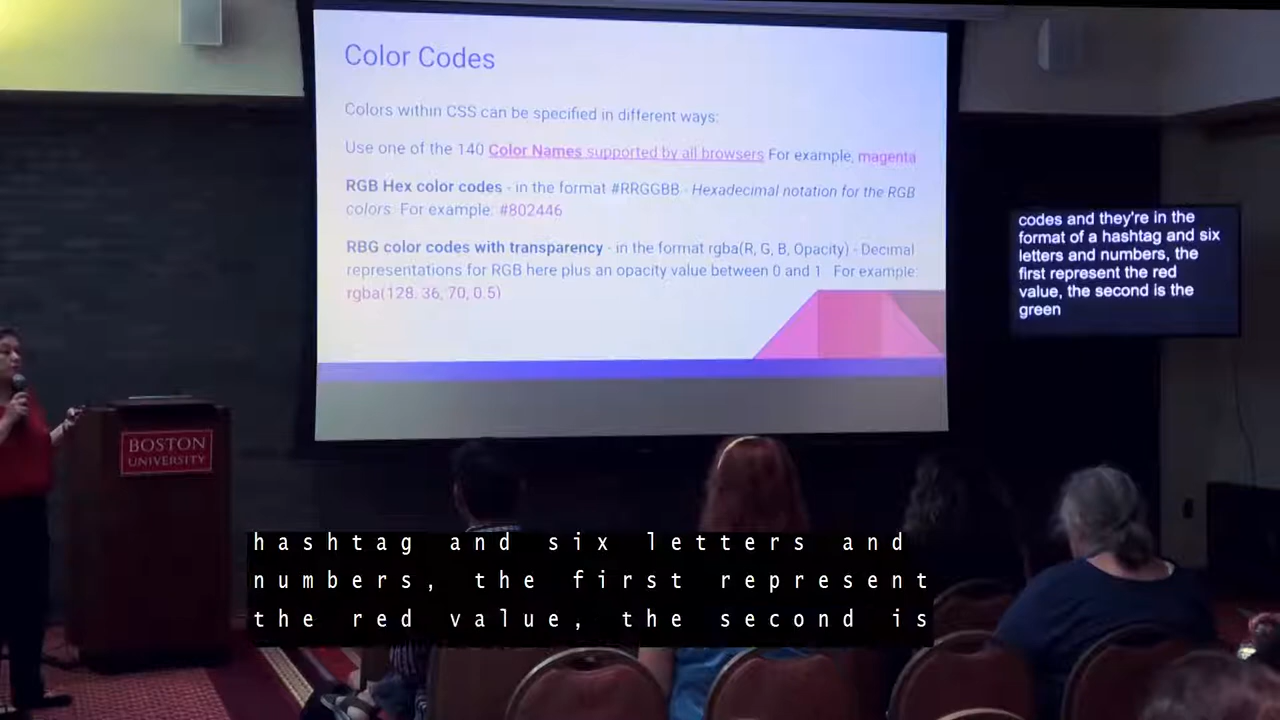 Color Codes
Colors within CSS can be specified in different ways:
Use one of the 140 Color Names supported by all browsers For example, magenta
RGB Hex color codes - in the format #RRGGBB - Hexadecimal notation for the RGB
colors. For example: #802446
RBG color codes with transparency - in the format rgba(R, G, B, Opacity) - Decimal
representations for RGB here plus an opacity value between 0 and 1  For example:
rgba(128, 36, 70, 0.5)
codes and they're in the
format of a hashtag and six
letters and numbers, the
first represent the red
value, the second is the
green
BOSTON
UNIVERSITY
hashtag and six letters and
numbers, the first represent
the red value, the second is